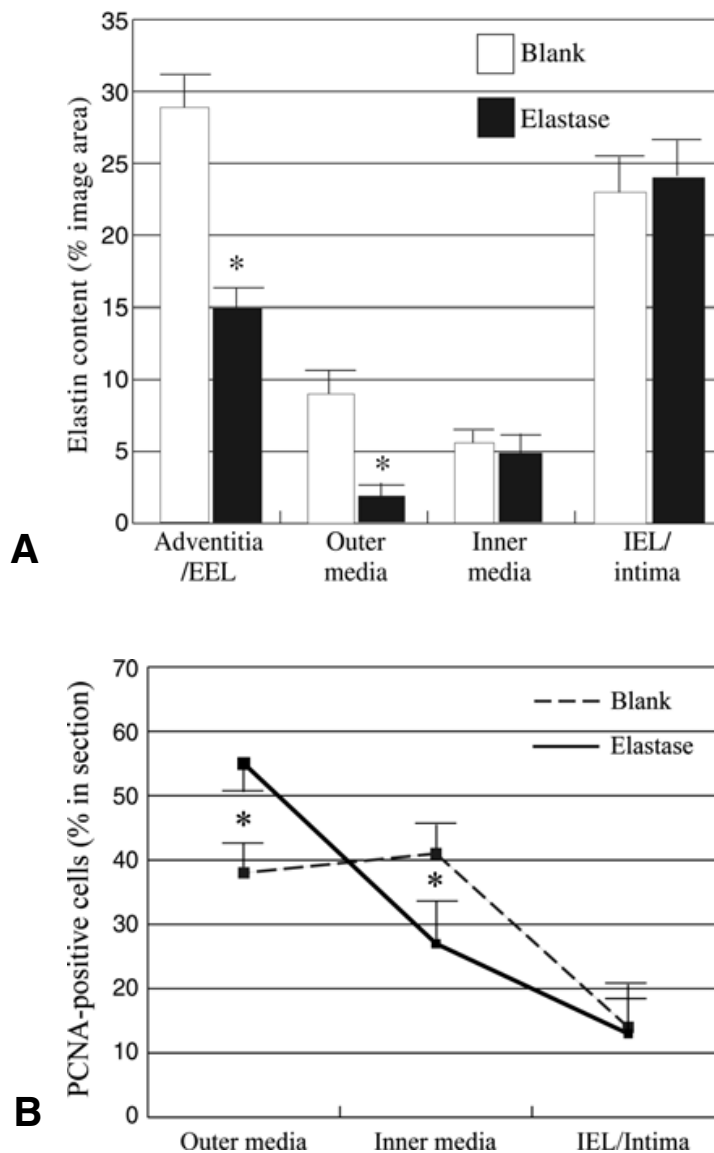 35
30
25
20
15
10
5
0
Elastin content (% image area)
Blank
Elastase
*
*
Adventitia
/EEL
Outer
media
Inner
media
IEL/
intima
A
70
60
50
40
30
20
10
0
PCNA-positive cells (% in section)
Blank
Elastase
*
*
Outer media
Inner media
IEL/Intima
B